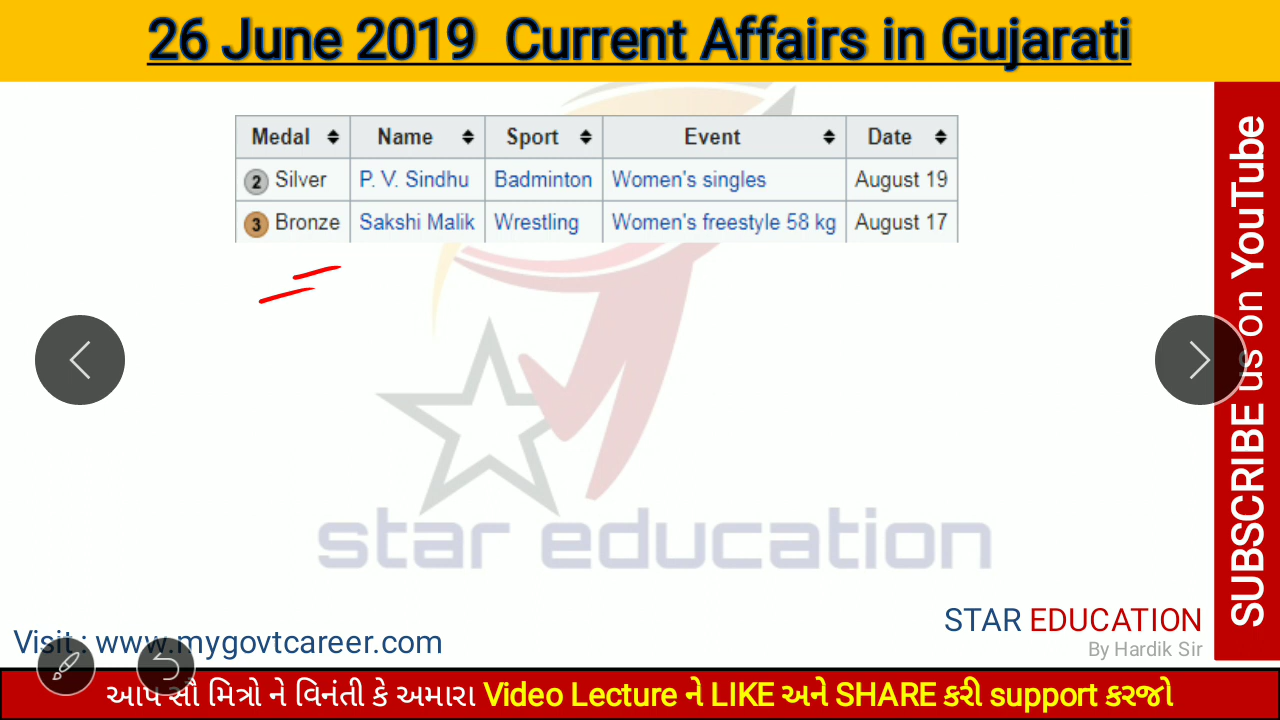 26 June 2019 Current Affairs in Gujarati
Medal Name Sport Event Date
2 Silver P. V. Sindhu Badminton Women's singles August 19
3 Bronze Sakshi Malik Wrestling Women's freestyle 58 kg August 17
star education
SUBSCRIBE us on YouTube
STAR EDUCATION
By Hardik Sir
Visit : www.mygovtcareer.com
આપ સૌ મિત્રો ને વિનંતી કે અમારા Video Lecture ને LIKE અને SHARE કરી support કરજો